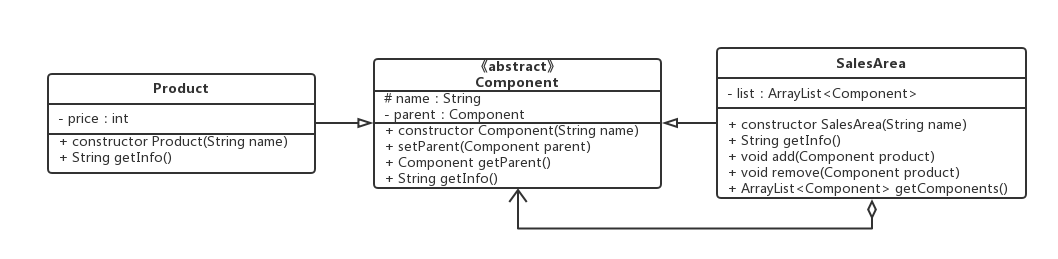 Product
- price : int
+ constructor Product(String name)
+ String getInfo()
《abstract》
Component
# name : String
- parent : Component
+ constructor Component(String name)
+ setParent(Component parent)
+ Component getParent()
+ String getInfo()
SalesArea
- list : ArrayList<Component>
+ constructor SalesArea(String name)
+ String getInfo()
+ void add(Component product)
+ void remove(Component product)
+ ArrayList<Component> getComponents()